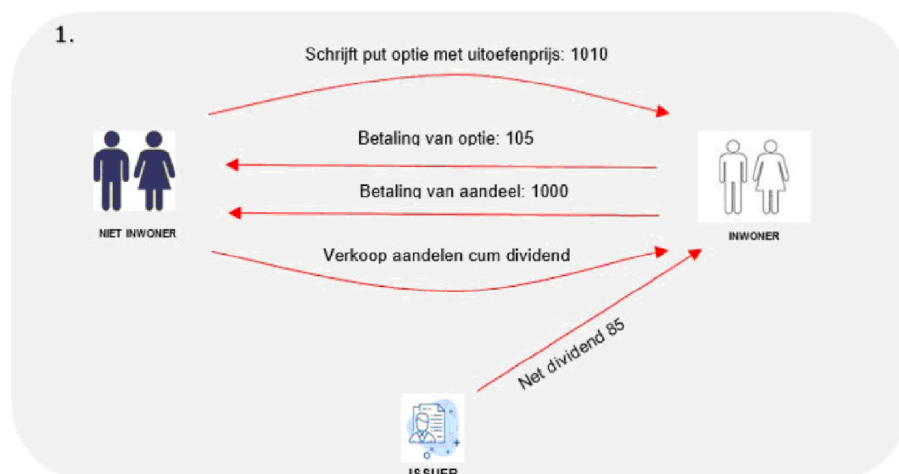 1.
Schrijft put optie met uitoefenprijs: 1010
Betaling van optie: 105
Betaling van aandeel: 1000
NIET INWONER
INWONER
Verkoop aandelen cum dividend
Net dividend 85
ISSUER